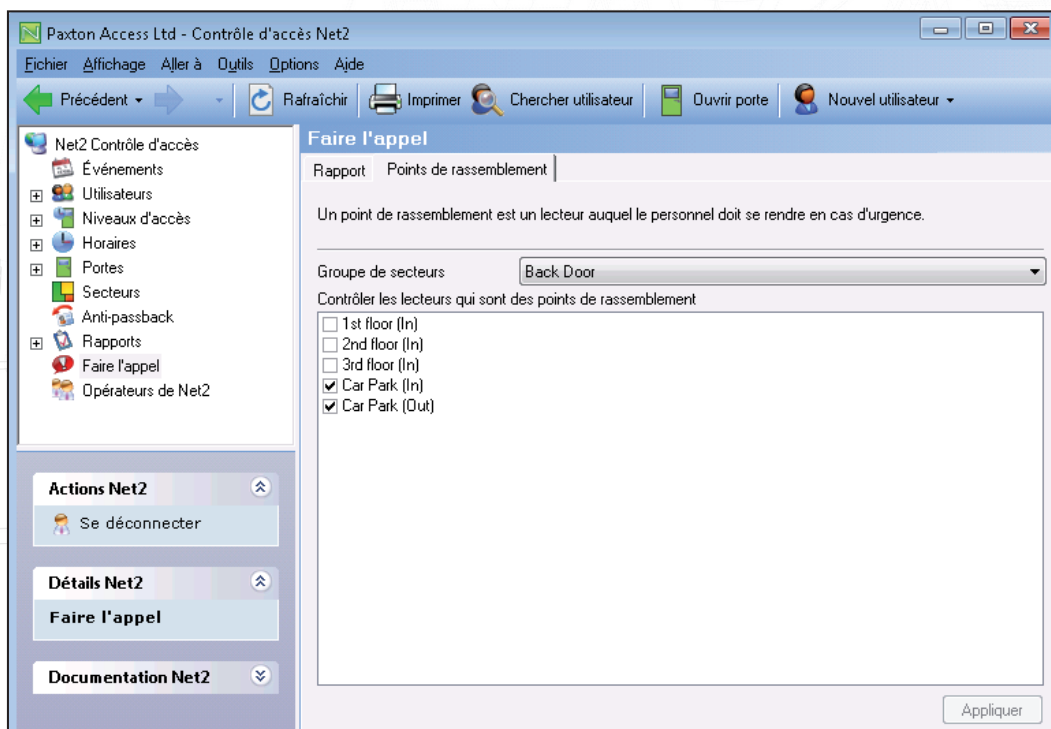 Paxton Access Ltd - Contrôle d'accès Net2
Fichier Affichage Aller à Outils Options Aide
Précédent Rafraîchir Imprimer Chercher utilisateur Ouvrir porte Nouvel utilisateur
Net2 Contrôle d'accès
Événements
Utilisateurs
Niveaux d'accès
Horaires
Portes
Secteurs
Anti-passback
Rapports
Faire l'appel
Opérateurs de Net2
Actions Net2
Se déconnecter
Détails Net2
Faire l'appel
Documentation Net2
Faire l'appel
Rapport Points de rassemblement
Un point de rassemblement est un lecteur auquel le personnel doit se rendre en cas d'urgence.
Groupe de secteurs Back Door
Contrôler les lecteurs qui sont des points de rassemblement
1st floor (In)
2nd floor (In)
3rd floor (In)
Car Park (In)
Car Park (Out)
Appliquer